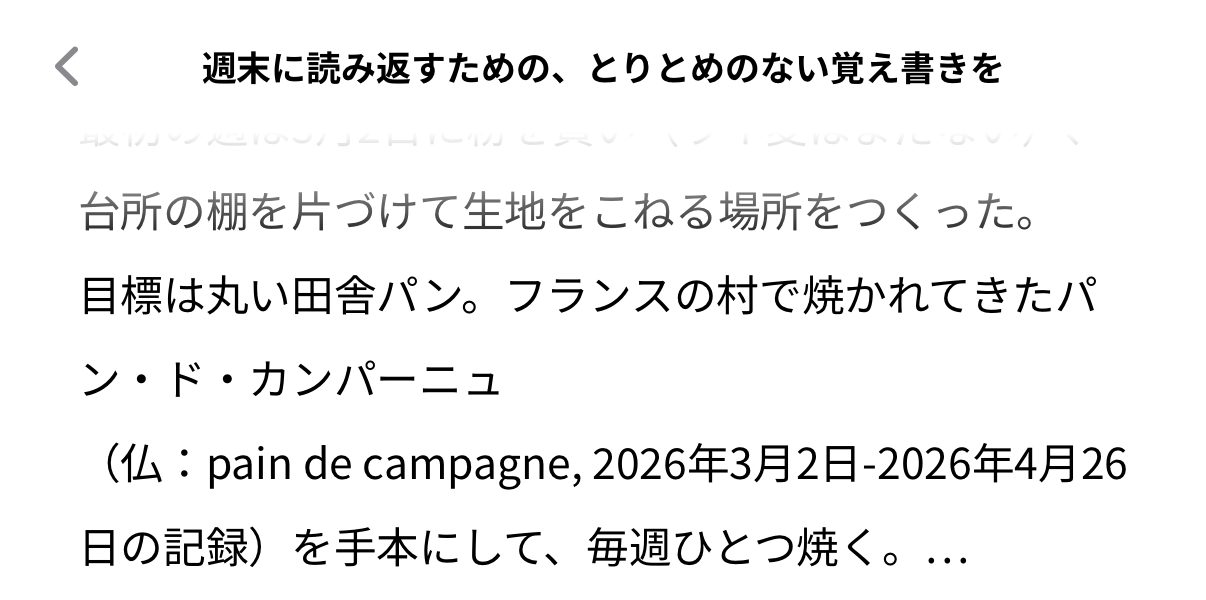 週末に読み返すための、とりとめのない覚え書きを
台所の棚を片づけて生地をこねる場所をつくった。
目標は丸い田舎パン。フランスの村で焼かれてきたパ
ン・ド・カンパーニュ
（仏：pain de campagne, 2026年3月2日-2026年4月26
日の記録）を手本にして、毎週ひとつ焼く。…